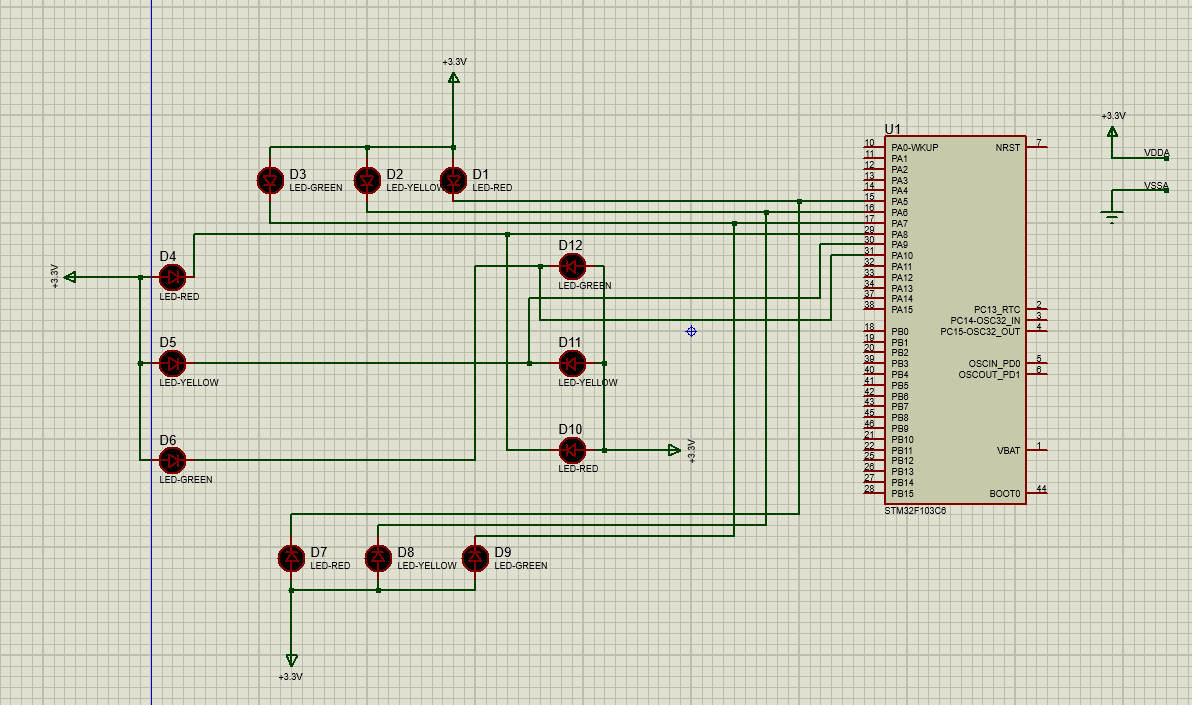 +3.3V
D3
LED-GREEN
D2
LED-YELLOW
D1
LED-RED
D4
LED-RED
+3.3V
D5
LED-YELLOW
D6
LED-GREEN
D12
LED-GREEN
D11
LED-YELLOW
D10
LED-RED
+3.3V
D7
LED-RED
D8
LED-YELLOW
D9
LED-GREEN
+3.3V
U1
10 PA0-WKUP
11 PA1
12 PA2
13 PA3
14 PA4
15 PA5
16 PA6
17 PA7
29 PA8
30 PA9
31 PA10
32 PA11
33 PA12
34 PA13
37 PA14
38 PA15
18 PB0
19 PB1
20 PB2
39 PB3
40 PB4
41 PB5
42 PB6
43 PB7
45 PB8
46 PB9
21 PB10
22 PB11
25 PB12
26 PB13
27 PB14
28 PB15
NRST 7
PC13_RTC 2
PC14-OSC32_IN 3
PC15-OSC32_OUT 4
OSCIN_PD0 5
OSCOUT_PD1 6
VBAT 1
BOOT0 44
STM32F103C6
+3.3V
VDDA
VSSA